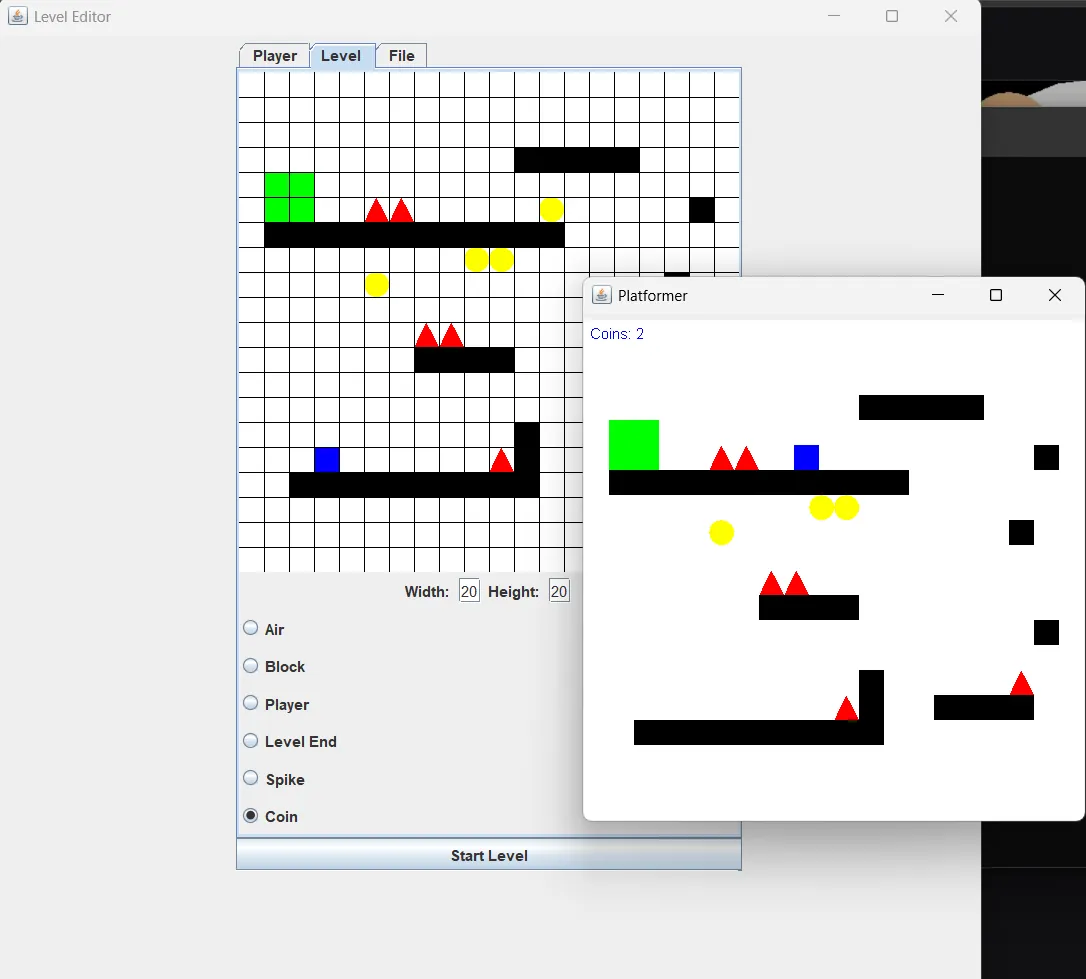 Level Editor
Player Level File
Platformer
Coins: 2
Width: 20 Height: 20
Air
Block
Player
Level End
Spike
Coin
Start Level